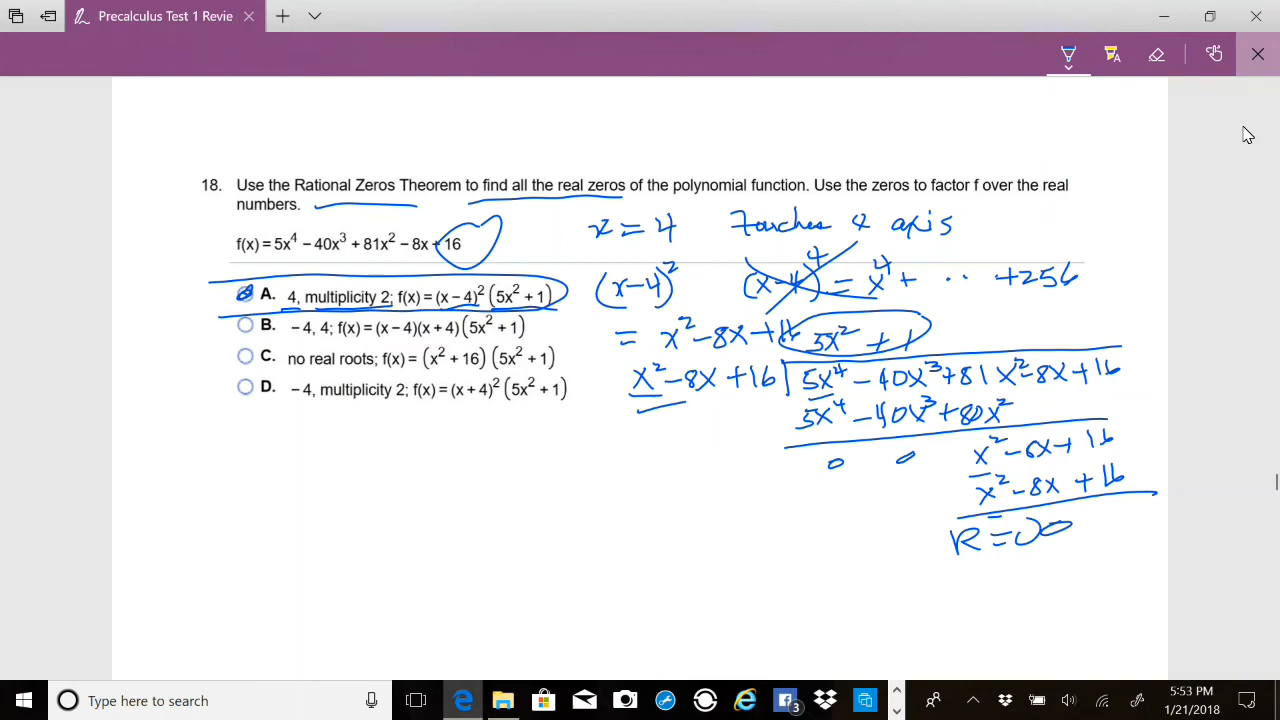 Precalculus Test 1 Revie
18. Use the Rational Zeros Theorem to find all the real zeros of the polynomial function. Use the zeros to factor f over the real
numbers.
f(x) = 5x⁴ − 40x³ + 81x² − 8x + 16
x = 4 Touches x axis
(x-4)² (x-4)⁴ = x⁴ + .. +256
A. 4, multiplicity 2; f(x) = (x − 4)² (5x² + 1)
B. − 4, 4; f(x) = (x − 4)(x + 4)(5x² + 1)
C. no real roots; f(x) = (x² + 16)(5x² + 1)
D. − 4, multiplicity 2; f(x) = (x + 4)² (5x² + 1)
= x² - 8x + 16 5x² + 1
x² - 8x + 16 5x⁴ - 40x³ + 81x² - 8x + 16
5x⁴ - 40x³ + 80x²
0 0 x² - 8x + 16
x² - 8x + 16
R = 0
Type here to search
3
5:53 PM
1/21/2018